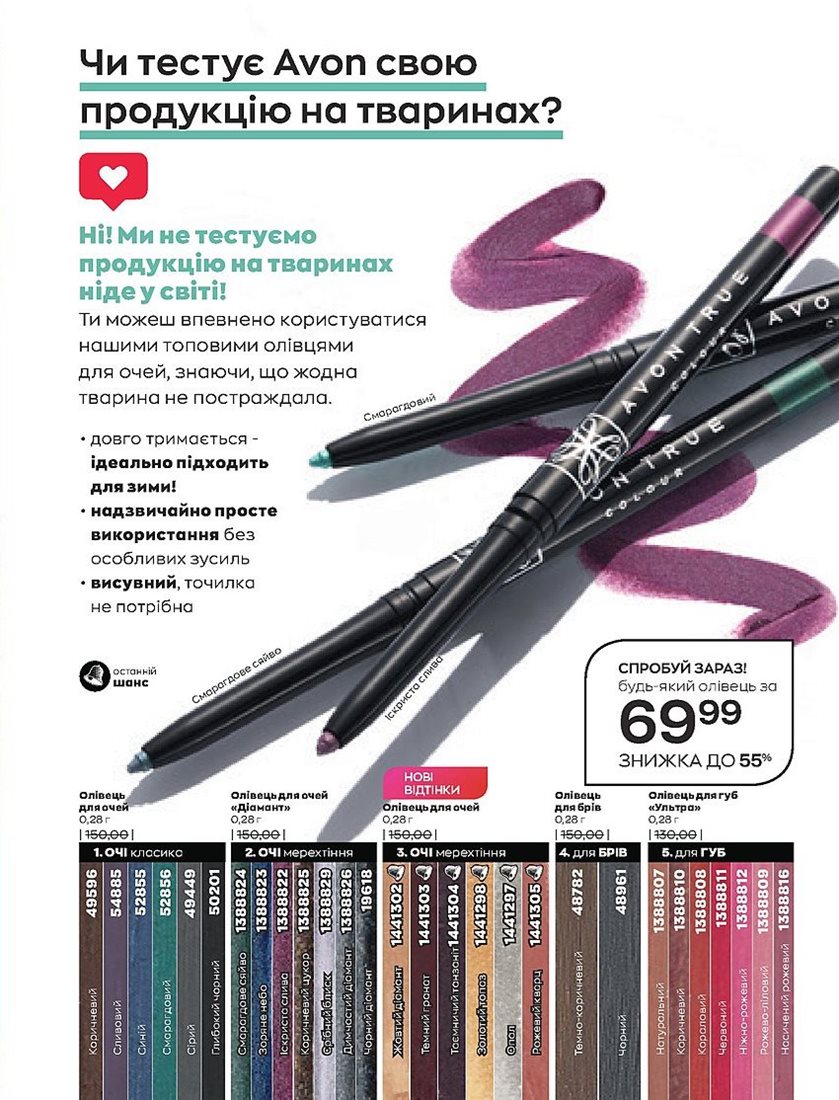 Чи тестує Avon свою
продукцію на тваринах?
Ні! Ми не тестуємо
продукцію на тваринах
ніде у світі!
Ти можеш впевнено користуватися
нашими топовими олівцями
для очей, знаючи, що жодна
тварина не постраждала.
• довго тримається -
ідеально підходить
для зими!
• надзвичайно просте
використання без
особливих зусиль
• висувний, точилка
не потрібна
Смарагдовий
AVON TRUE
COLOUR
AVO
ON TRUE
COLOUR
Смарагдове сяйво
Іскриста слива
останній
шанс
СПРОБУЙ ЗАРАЗ!
будь-який олівець за
69 99
ЗНИЖКА ДО 55%
Олівець
для очей
0,28 г
| 150,00 |
1. ОЧІ класика
49596 Коричневий
54885 Сливовий
52855 Синій
52856 Смарагдовий
49449 Сірий
50201 Глибокий чорний
Олівець для очей
«Діамант»
0,28 г
| 150,00 |
2. ОЧІ мерехтіння
1388824 Смарагдове сяйво
1388823 Зоряне небо
1388822 Іскриста слива
1388825 Коричневий цукор
1388829 Срібний блиск
1388826 Димчастий діамант
19618 Чорний діамант
НОВІ
ВІДТІНКИ
Олівець для очей
0,28 г
| 150,00 |
3. ОЧІ мерехтіння
1441302 Жовтий діамант
1441303 Темний гранат
1441304 Таємничий танзаніт
1441298 Золотий топаз
1441297 Опал
1441305 Рожевий кварц
Олівець
для брів
0,28 г
| 150,00 |
4. для БРІВ
48782 Темно-коричневий
48961 Чорний
Олівець для губ
«Ультра»
0,28 г
| 130,00 |
5. для ГУБ
1388807 Натуральний
1388810 Коричневий
1388808 Кораловий
1388811 Червоний
1388812 Ніжно-рожевий
1388809 Рожево-ліловий
1388816 Насичений рожевий